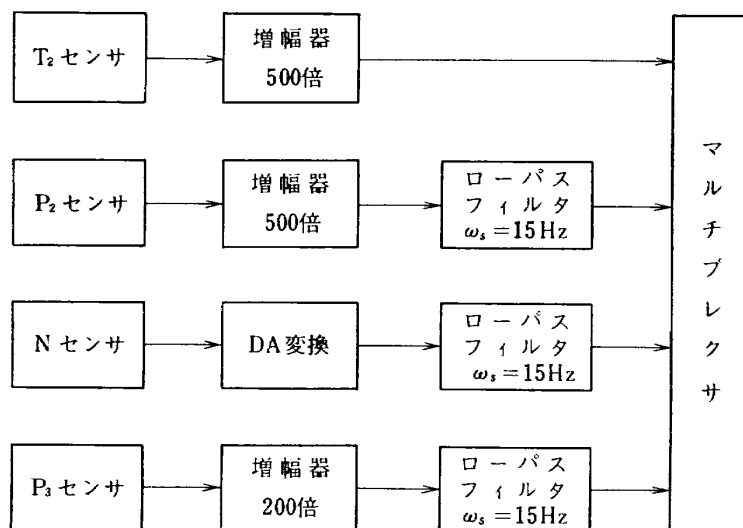 T₂センサ
増幅器
500倍
P₂センサ
増幅器
500倍
ローパス
フィルタ
ωₛ=15Hz
Nセンサ
DA変換
ローパス
フィルタ
ωₛ=15Hz
P₃センサ
増幅器
200倍
ローパス
フィルタ
ωₛ=15Hz
マルチプレクサ